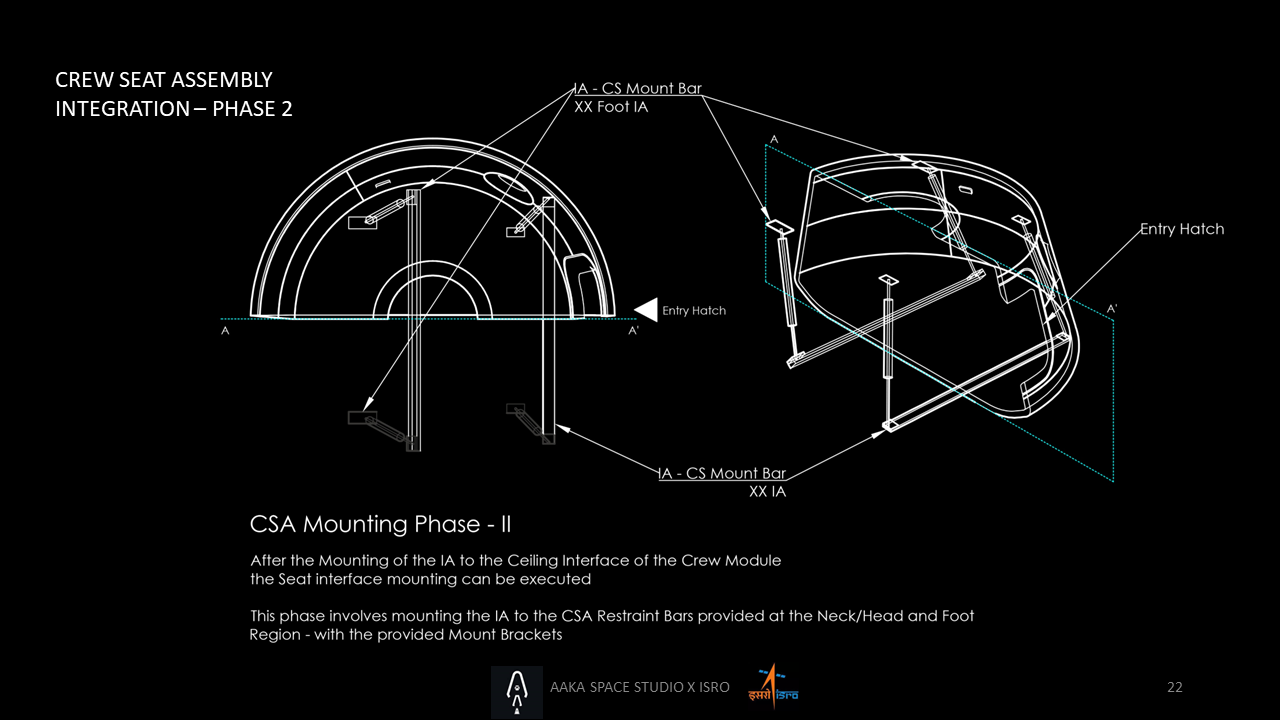 CREW SEAT ASSEMBLY
INTEGRATION – PHASE 2
IA - CS Mount Bar
XX Foot IA
A
Entry Hatch
A'
Entry Hatch
A
A'
IA - CS Mount Bar
XX IA
CSA Mounting Phase - II
After the Mounting of the IA to the Ceiling Interface of the Crew Module
the Seat interface mounting can be executed
This phase involves mounting the IA to the CSA Restraint Bars provided at the Neck/Head and Foot
Region - with the provided Mount Brackets
AAKA SPACE STUDIO X ISRO
इसरो isro
22